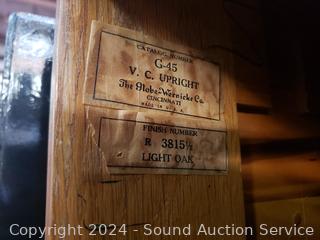 CATALOG NUMBER
G-45
V. C. UPRIGHT
The Globe-Wernicke Co.
CINCINNATI
MADE IN U.S.A.
FINISH NUMBER
R 3815½
LIGHT OAK
Copyright 2024 - Sound Auction Service